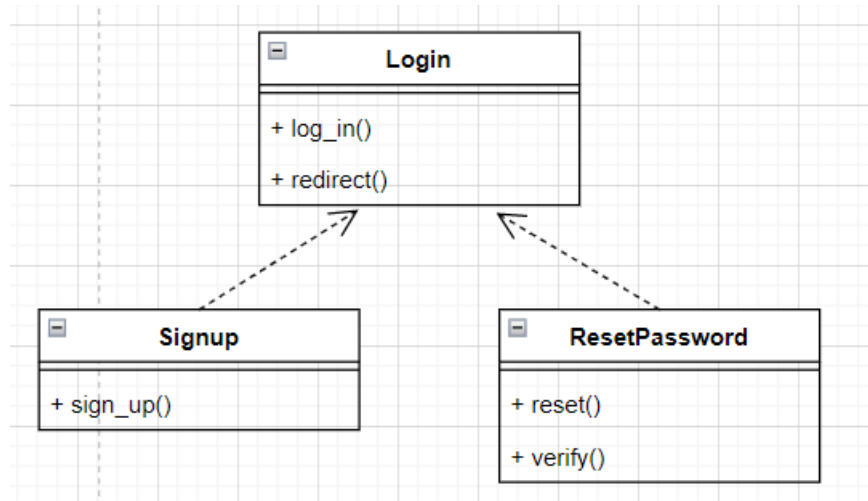 Login
+ log_in()
+ redirect()
Signup
+ sign_up()
ResetPassword
+ reset()
+ verify()